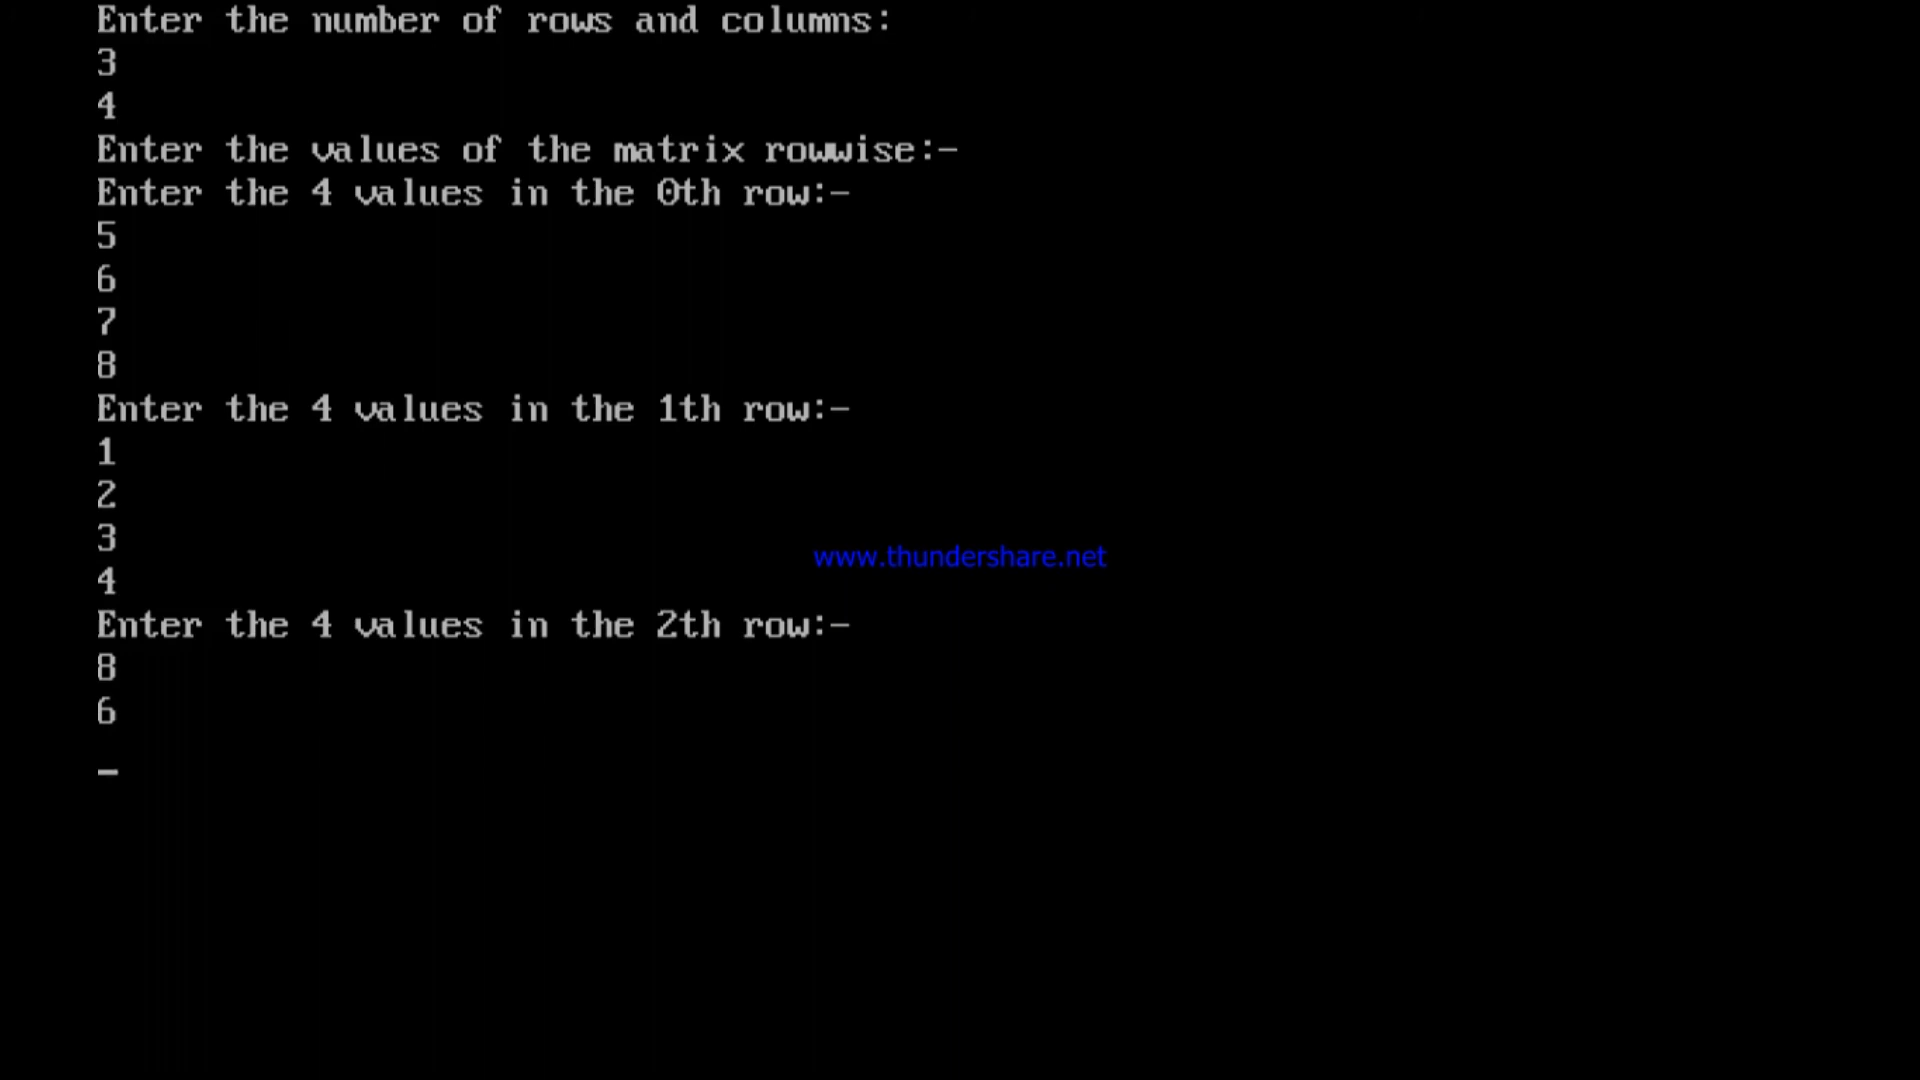 Enter the number of rows and columns:
3
4
Enter the values of the matrix rowwise:-
Enter the 4 values in the 0th row:-
5
6
7
8
Enter the 4 values in the 1th row:-
1
2
3
www.thundershare.net
4
Enter the 4 values in the 2th row:-
8
6
_